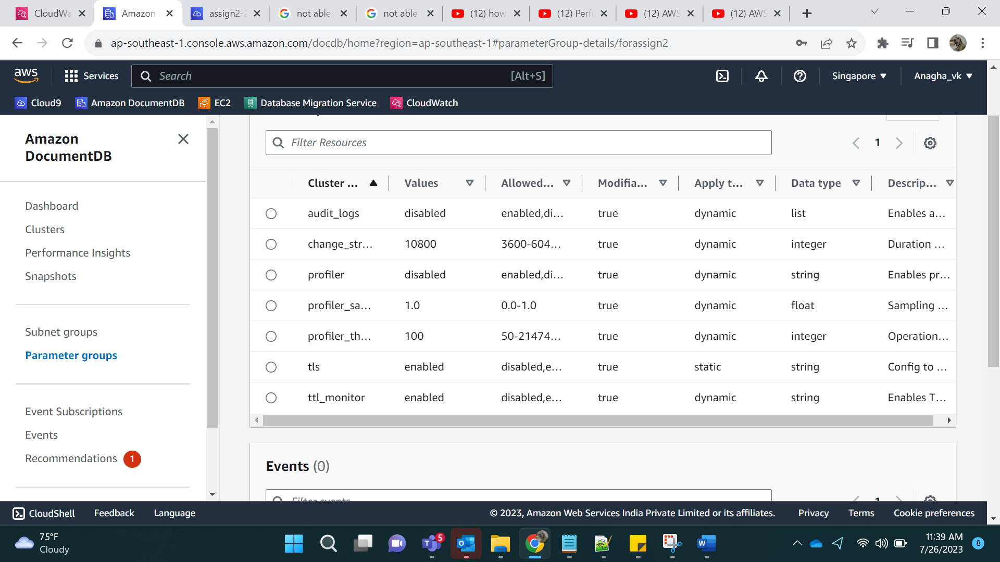 CloudWa
Amazon
assign2-2
not able
not able
(12) how
(12) Perfo
(12) AWS
(12) AWS
ap-southeast-1.console.aws.amazon.com/docdb/home?region=ap-southeast-1#parameterGroup-details/forassign2
aws
Services
Search
[Alt+S]
Singapore
Anagha_vk
Cloud9
Amazon DocumentDB
EC2
Database Migration Service
CloudWatch
Amazon
DocumentDB
Dashboard
Clusters
Performance Insights
Snapshots
Subnet groups
Parameter groups
Event Subscriptions
Events
Recommendations 1
Filter Resources
1
Cluster ... Values Allowed... Modifia... Apply t... Data type Descrip...
audit_logs disabled enabled,di... true dynamic list Enables a...
change_str... 10800 3600-604... true dynamic integer Duration ...
profiler disabled enabled,di... true dynamic string Enables pr...
profiler_sa... 1.0 0.0-1.0 true dynamic float Sampling ...
profiler_th... 100 50-21474... true dynamic integer Operation...
tls enabled disabled,e... true static string Config to ...
ttl_monitor enabled disabled,e... true dynamic string Enables T...
Events (0)
Filter events
1
CloudShell
Feedback
Language
© 2023, Amazon Web Services India Private Limited or its affiliates.
Privacy
Terms
Cookie preferences
75°F
Cloudy
5
11:39 AM
7/26/2023
8